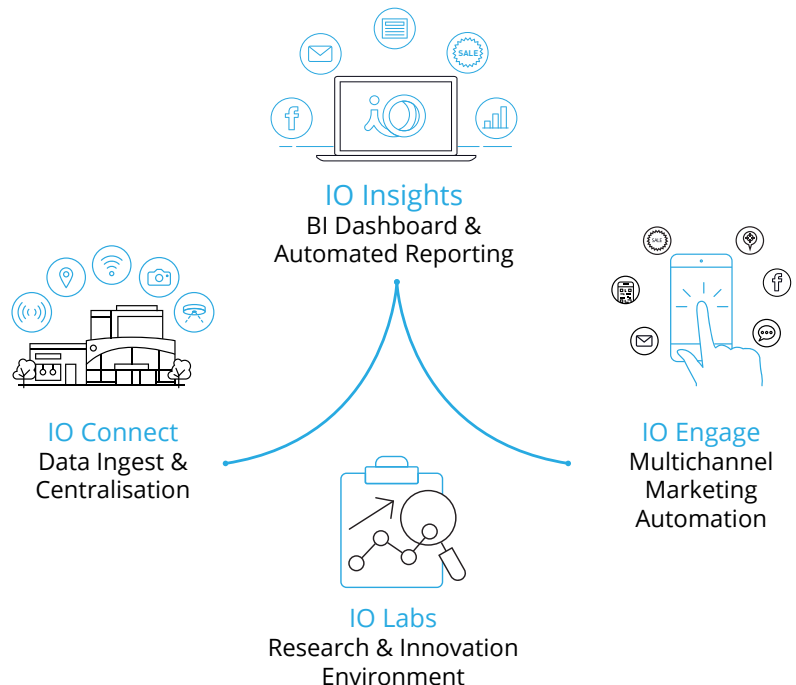 SALE
iO
IO Insights
BI Dashboard &
Automated Reporting
SALE
IO Connect
Data Ingest &
Centralisation
IO Engage
Multichannel
Marketing
Automation
IO Labs
Research & Innovation
Environment